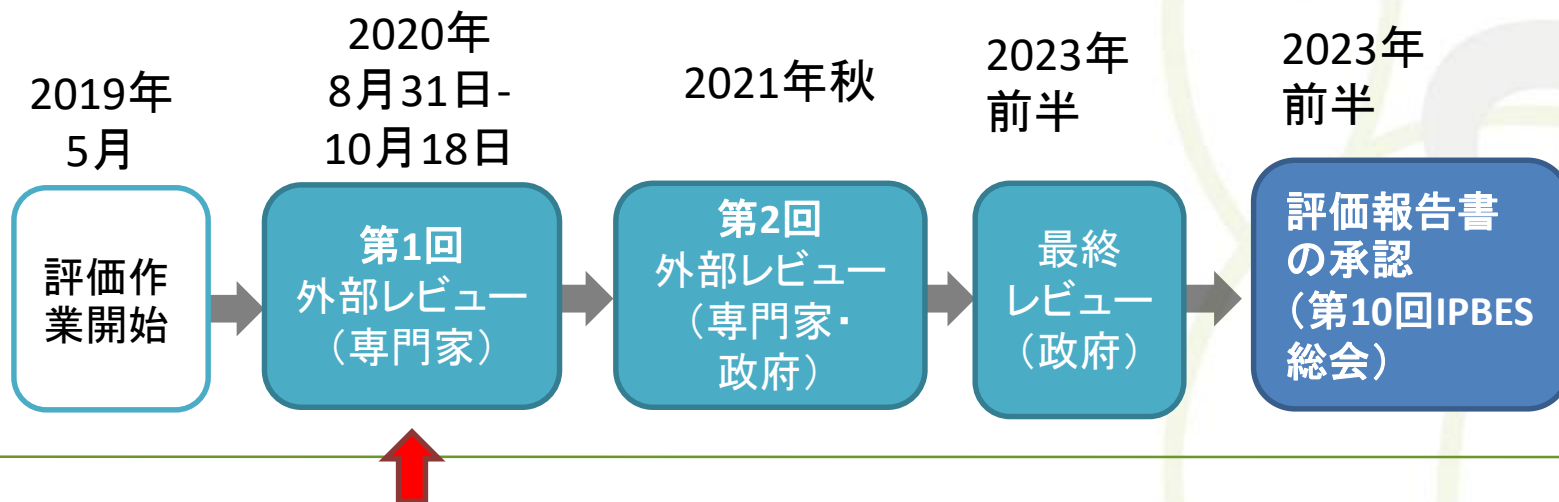 2019年
5月
2020年
8月31日-
10月18日
2021年秋
2023年
前半
2023年
前半
評価作
業開始
第1回
外部レビュー
（専門家）
第2回
外部レビュー
（専門家・
政府）
最終
レビュー
（政府）
評価報告書
の承認
（第10回IPBES
総会）